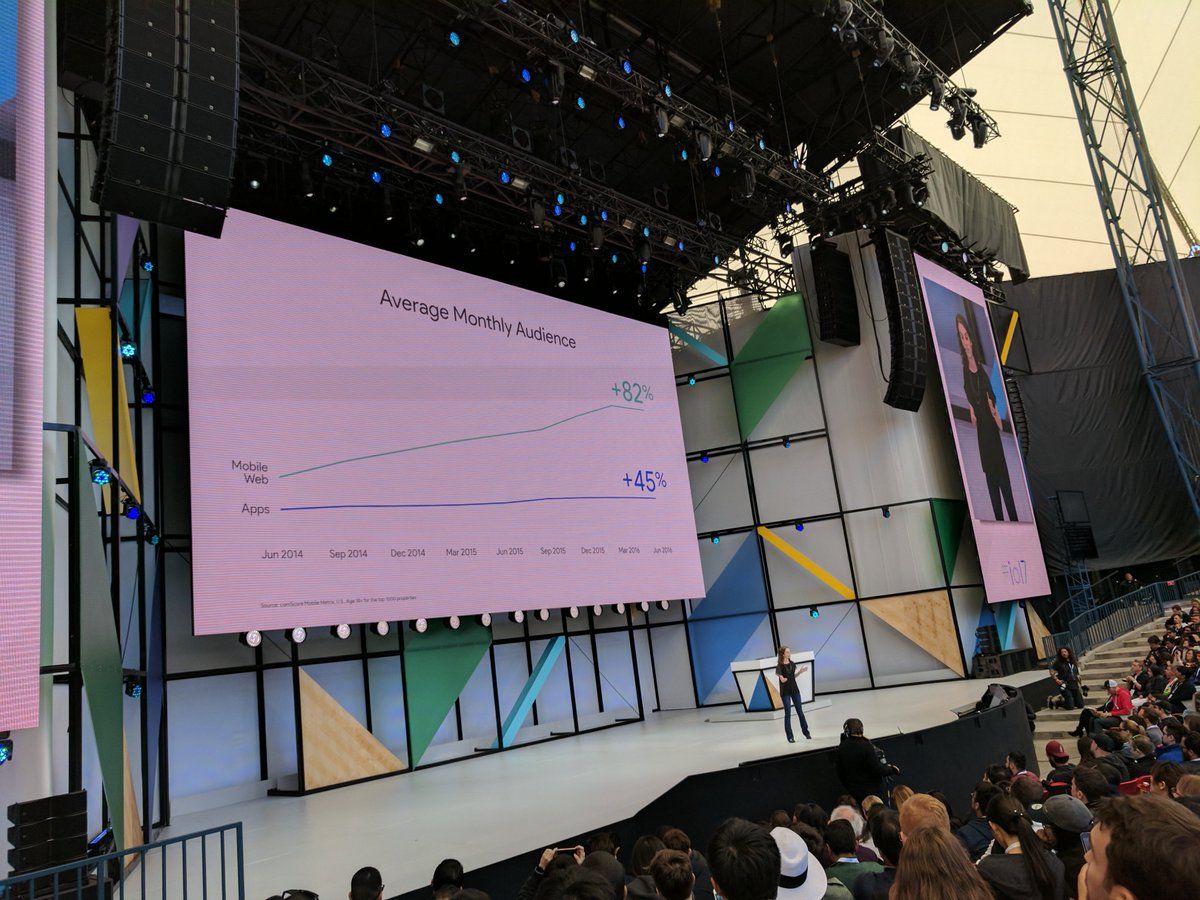 Average Monthly Audience
+82%
Mobile
Web
+45%
Apps
Jun 2014 Sep 2014 Dec 2014 Mar 2015 Jun 2015 Sep 2015 Dec 2015 Mar 2016 Jun 2016
Source: comScore Mobile Metrix, U.S., Age 18+ for the top 1000 properties
io17